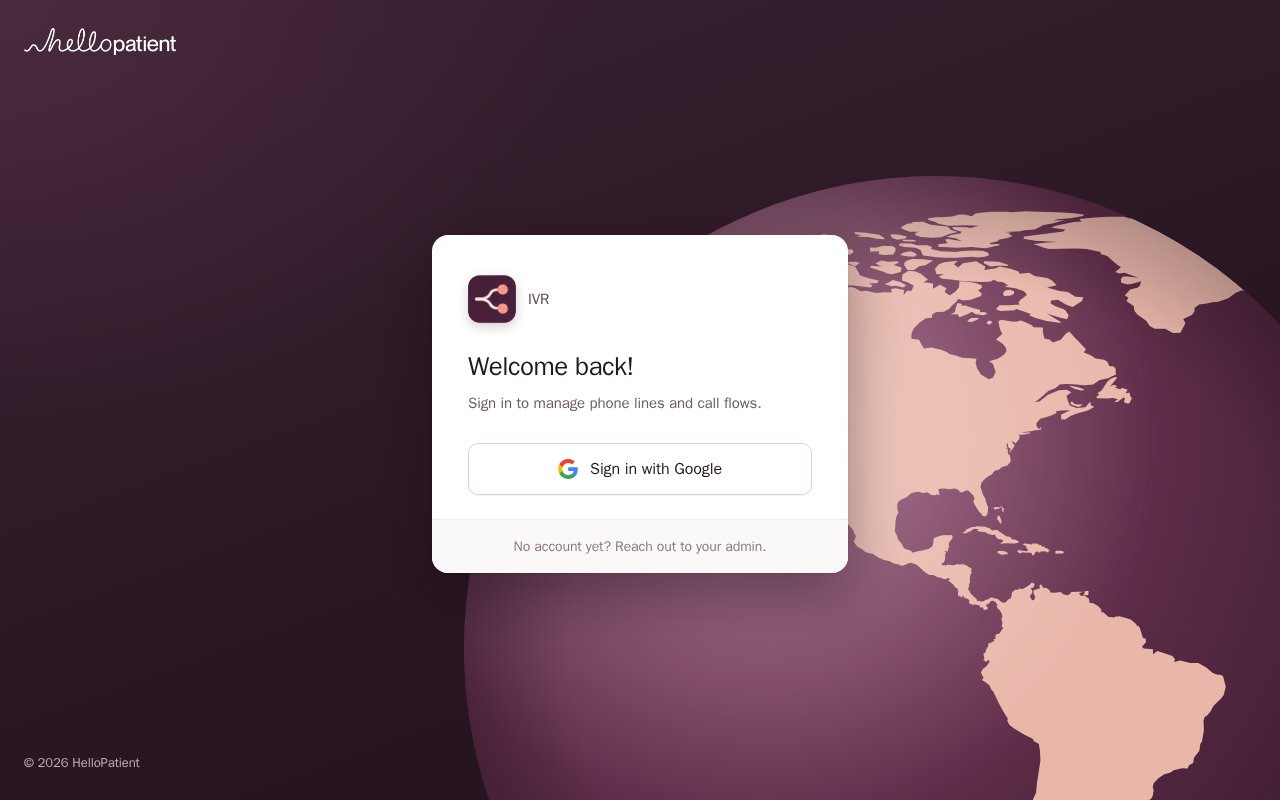 hellopatient
IVR
Welcome back!
Sign in to manage phone lines and call flows.
Sign in with Google
No account yet? Reach out to your admin.
© 2026 HelloPatient